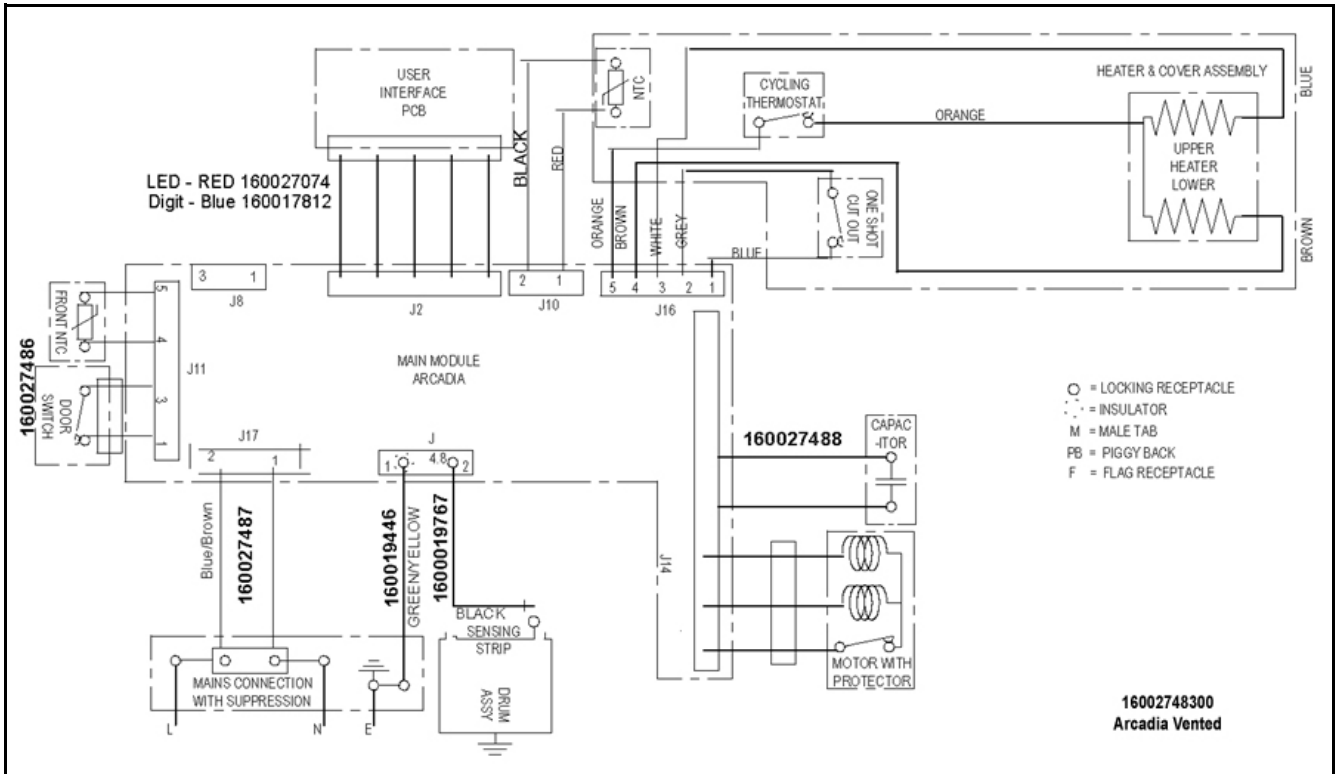 USER
INTERFACE
PCB
LED - RED 160027074
Digit - Blue 160017812
BLACK
RED
NTC
CYCLING
THERMOSTAT
ORANGE
HEATER & COVER ASSEMBLY
BLUE
UPPER
HEATER
LOWER
BROWN
ONE SHOT
CUT OUT
ORANGE
BROWN
WHITE
GREY
BLUE
3 1
J8
J2
2 1
J10
5 4 3 2 1
J16
FRONT NTC
5
4
3
1
J11
160027486
DOOR
SWITCH
MAIN MODULE
ARCADIA
J17
2 1
J
1 4.8 2
Blue/Brown
160027487
160019446
GREEN/YELLOW
1600019767
BLACK
SENSING
STRIP
DRUM
ASSY
MAINS CONNECTION
WITH SUPPRESSION
L N E
J14
160027488
CAPAC
-ITOR
MOTOR WITH
PROTECTOR
= LOCKING RECEPTACLE
= INSULATOR
M = MALE TAB
PB = PIGGY BACK
F = FLAG RECEPTACLE
16002748300
Arcadia Vented